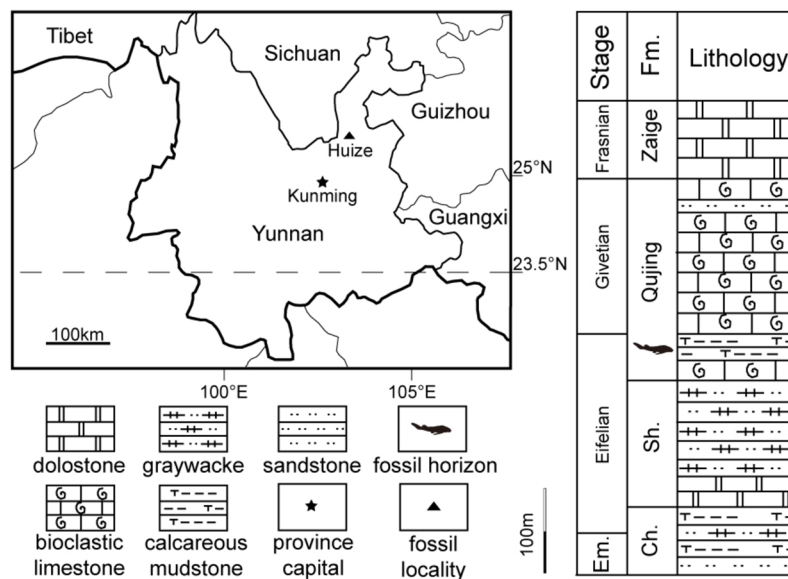 Tibet
Sichuan
Guizhou
Huize
25°N
Kunming
Guangxi
Yunnan
23.5°N
100km
100°E
105°E
dolostone
graywacke
sandstone
fossil horizon
bioclastic
limestone
calcareous
mudstone
province
capital
fossil
locality
100m
Stage
Fm.
Lithology
Frasnian
Zaige
Givetian
Qujing
Eifelian
Sh.
Em.
Ch.